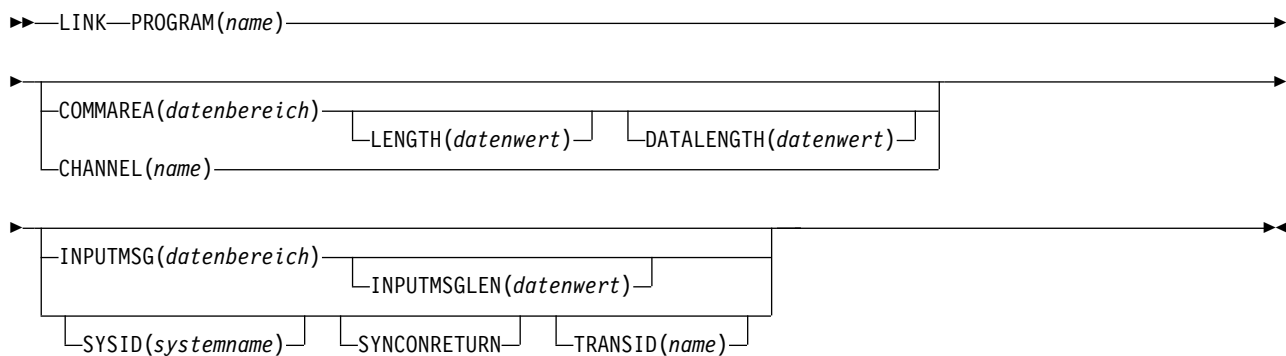 LINK PROGRAM(name)
COMMAREA(datenbereich)
LENGTH(datenwert) DATALENGTH(datenwert)
CHANNEL(name)
INPUTMSG(datenbereich)
INPUTMSGLEN(datenwert)
SYSID(systemname) SYNCONRETURN TRANSID(name)